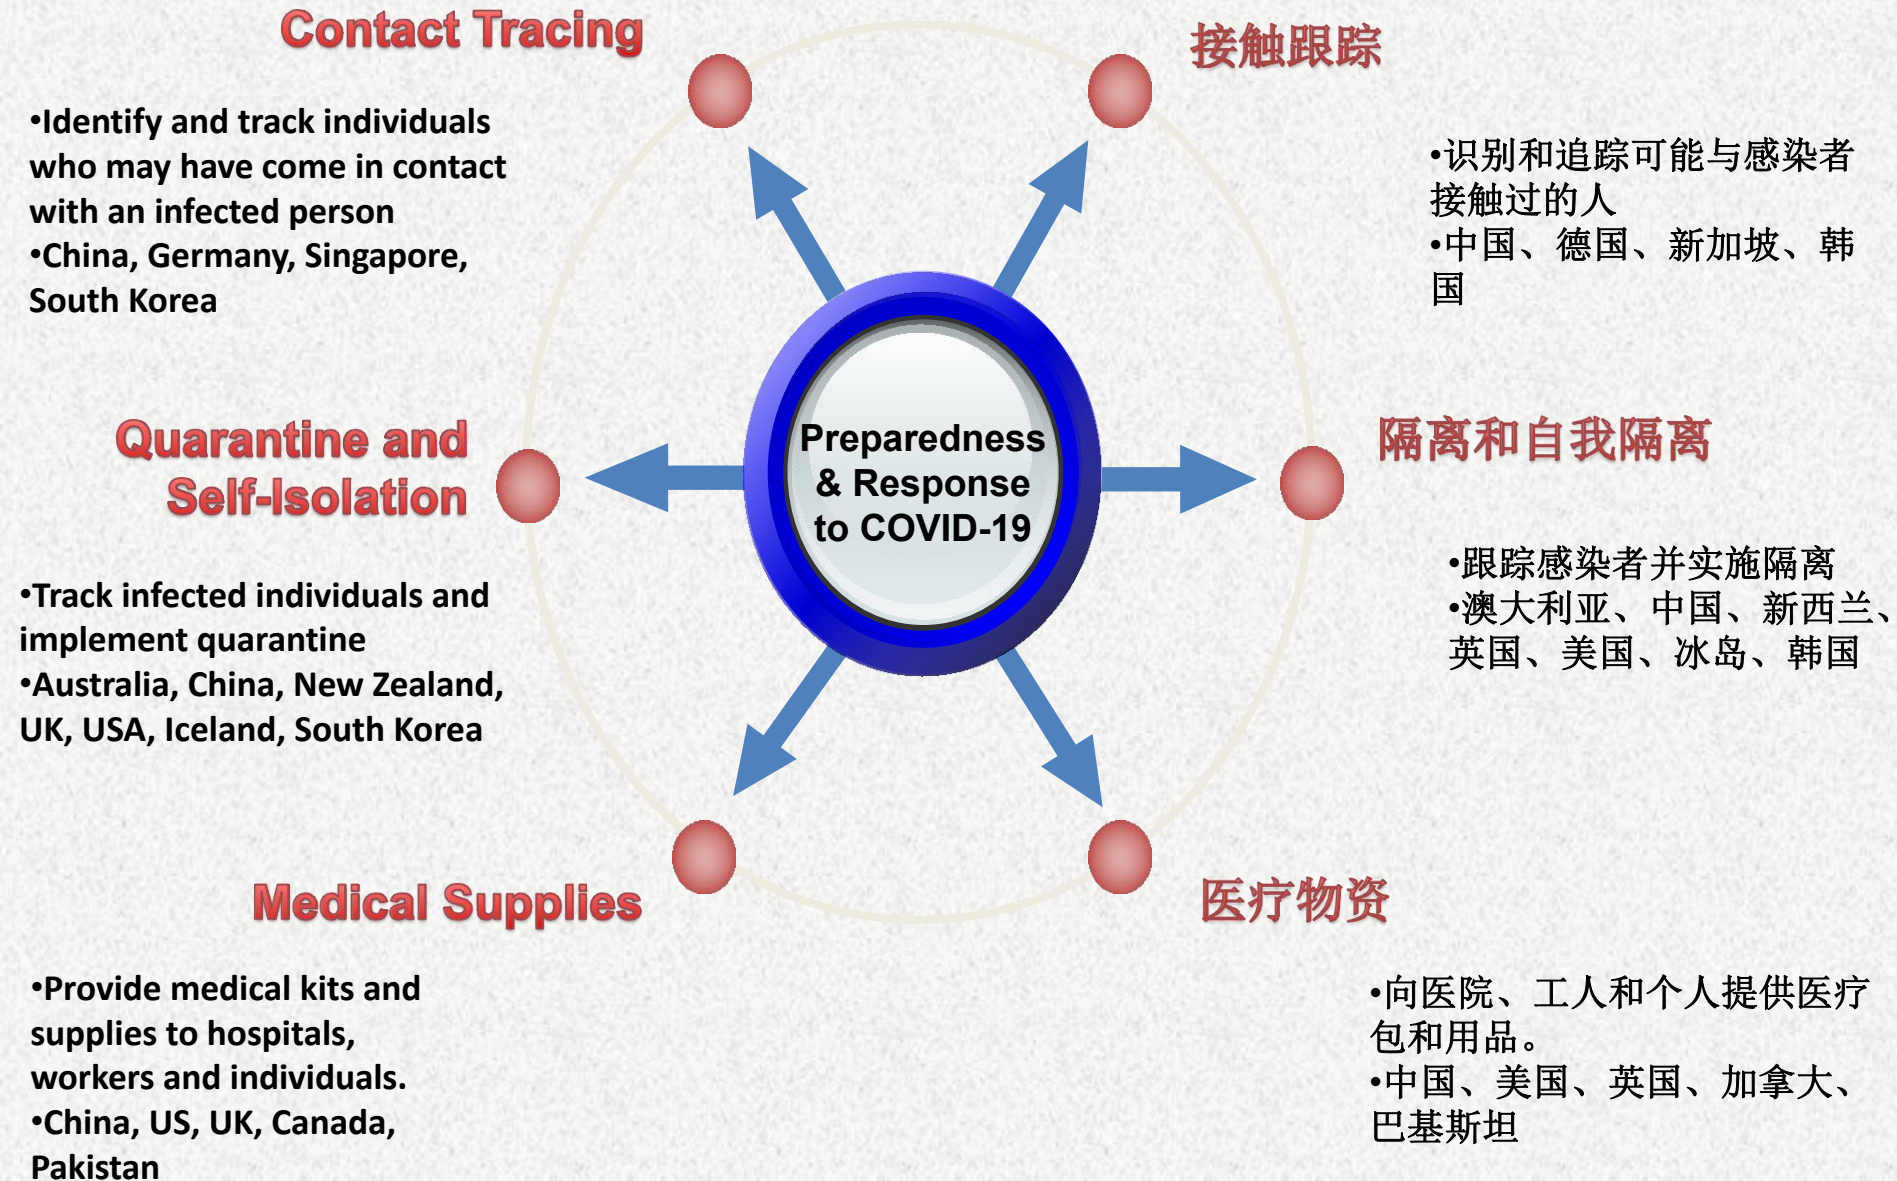 Contact Tracing
•Identify and track individuals
who may have come in contact
with an infected person
•China, Germany, Singapore,
South Korea
Quarantine and
Self-Isolation
•Track infected individuals and
implement quarantine
•Australia, China, New Zealand,
UK, USA, Iceland, South Korea
Medical Supplies
•Provide medical kits and
supplies to hospitals,
workers and individuals.
•China, US, UK, Canada,
Pakistan
Preparedness
& Response
to COVID-19
接触跟踪
•识别和追踪可能与感染者
接触过的人
•中国、德国、新加坡、韩
国
隔离和自我隔离
•跟踪感染者并实施隔离
•澳大利亚、中国、新西兰、
英国、美国、冰岛、韩国
医疗物资
•向医院、工人和个人提供医疗
包和用品。
•中国、美国、英国、加拿大、
巴基斯坦